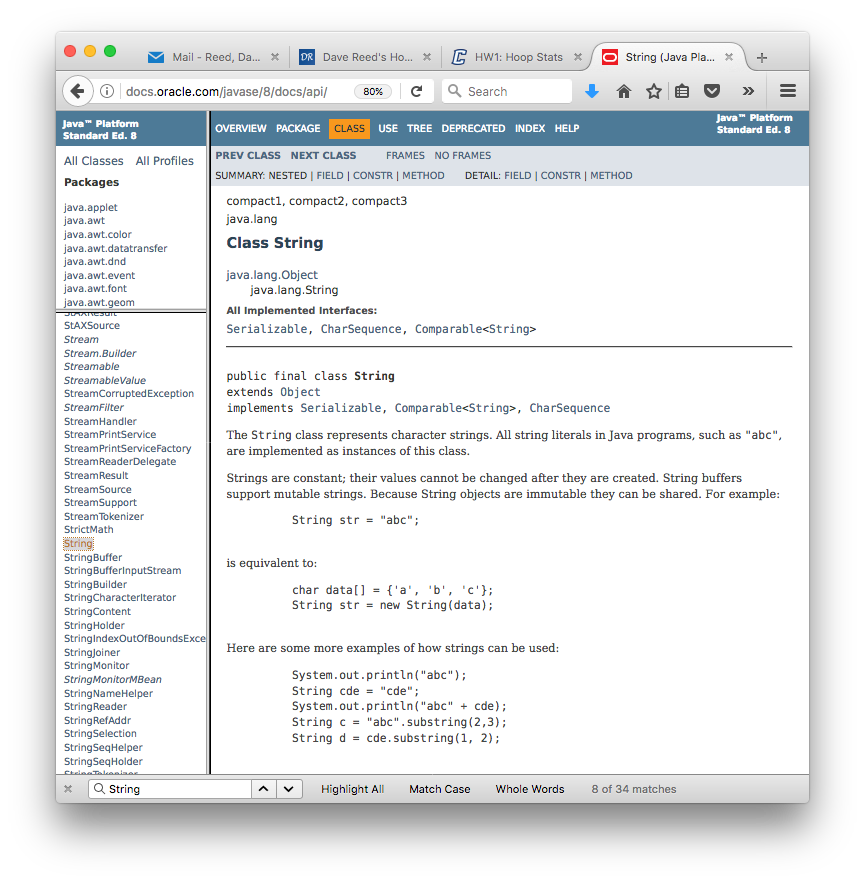 Mail - Reed, Da...
DR Dave Reed's Ho...
HW1: Hoop Stats
String (Java Pla...
docs.oracle.com/javase/8/docs/api/
80%
Search
Java™ Platform
Standard Ed. 8
All Classes All Profiles
Packages
java.applet
java.awt
java.awt.color
java.awt.datatransfer
java.awt.dnd
java.awt.event
java.awt.font
java.awt.geom
StAXResult
StAXSource
Stream
Stream.Builder
Streamable
StreamableValue
StreamCorruptedException
StreamFilter
StreamHandler
StreamPrintService
StreamPrintServiceFactory
StreamReaderDelegate
StreamResult
StreamSource
StreamSupport
StreamTokenizer
StrictMath
String
StringBuffer
StringBufferInputStream
StringBuilder
StringCharacterIterator
StringContent
StringHolder
StringIndexOutOfBoundsExce
StringJoiner
StringMonitor
StringMonitorMBean
StringNameHelper
StringReader
StringRefAddr
StringSelection
StringSeqHelper
StringSeqHolder
StringTokenizer
OVERVIEW PACKAGE CLASS USE TREE DEPRECATED INDEX HELP
Java™ Platform
Standard Ed. 8
PREV CLASS NEXT CLASS FRAMES NO FRAMES
SUMMARY: NESTED | FIELD | CONSTR | METHOD DETAIL: FIELD | CONSTR | METHOD
compact1, compact2, compact3
java.lang
Class String
java.lang.Object
java.lang.String
All Implemented Interfaces:
Serializable, CharSequence, Comparable<String>
public final class String
extends Object
implements Serializable, Comparable<String>, CharSequence
The String class represents character strings. All string literals in Java programs, such as "abc",
are implemented as instances of this class.
Strings are constant; their values cannot be changed after they are created. String buffers
support mutable strings. Because String objects are immutable they can be shared. For example:
String str = "abc";
is equivalent to:
char data[] = {'a', 'b', 'c'};
String str = new String(data);
Here are some more examples of how strings can be used:
System.out.println("abc");
String cde = "cde";
System.out.println("abc" + cde);
String c = "abc".substring(2,3);
String d = cde.substring(1, 2);
String
Highlight All Match Case Whole Words 8 of 34 matches